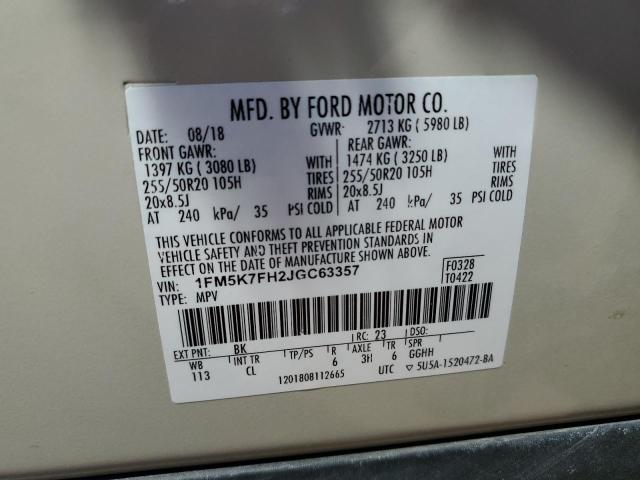 MFD. BY FORD MOTOR CO.
DATE: 08/18 GVWR: 2713 KG ( 5980 LB)
FRONT GAWR: REAR GAWR:
1397 KG ( 3080 LB) WITH 1474 KG ( 3250 LB) WITH
255/50R20 105H TIRES 255/50R20 105H TIRES
20x8.5J RIMS 20x8.5J RIMS
AT 240 kPa/ 35 PSI COLD AT 240 kPa/ 35 PSI COLD
THIS VEHICLE CONFORMS TO ALL APPLICABLE FEDERAL MOTOR
VEHICLE SAFETY AND THEFT PREVENTION STANDARDS IN
EFFECT ON THE DATE OF MANUFACTURE SHOWN ABOVE.
VIN: 1FM5K7FH2JGC63357 F0328
TYPE: MPV T0422
EXT PNT: BK RC: 23 DSO:
WB INT TR TP/PS R AXLE TR SPR
113 CL 6 3H 6 GGHH
1201808112665 UTC ▽5U5A-1520472-BA